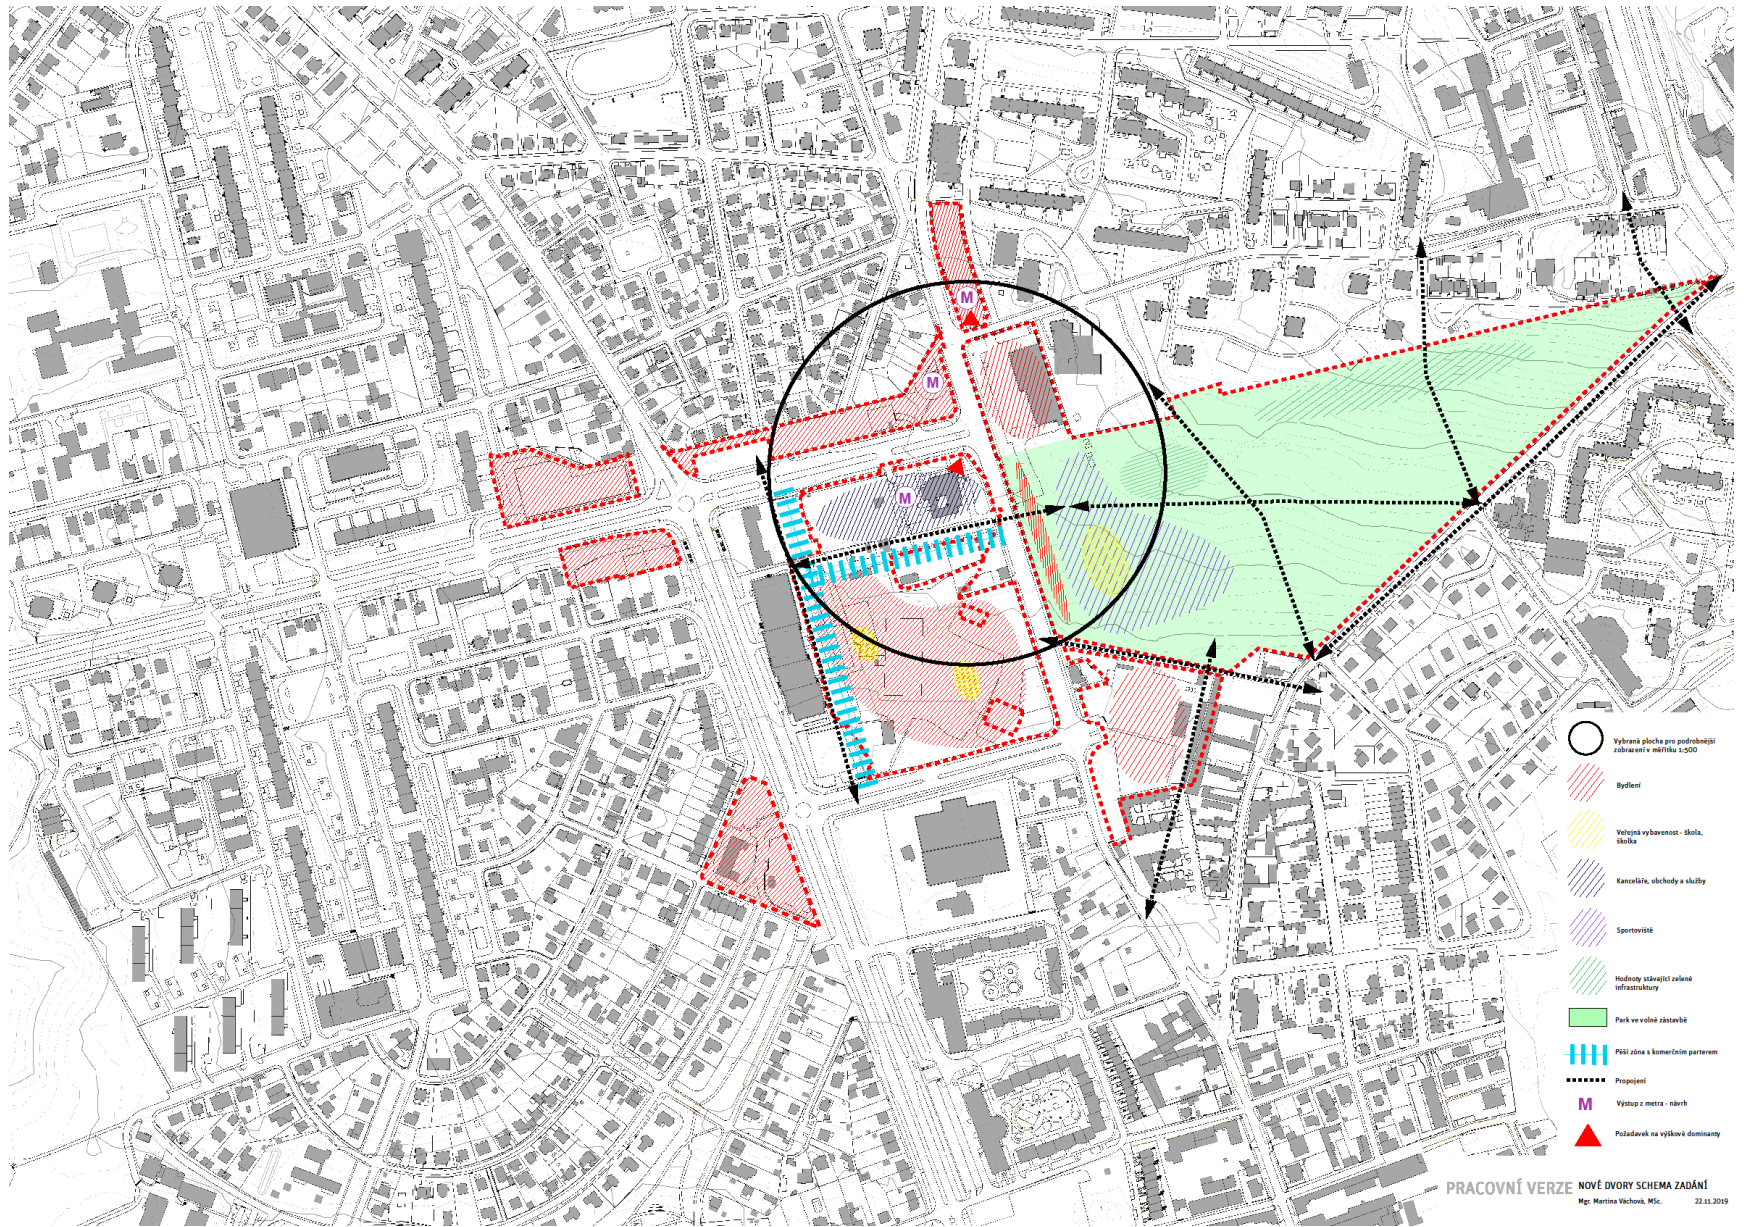 M
M
M
Vybraná plocha pro podrobnější
zobrazení v měřítku 1:500
Bydlení
Veřejná vybavenost - škola,
školka
Kanceláře, obchody a služby
Sportoviště
Hodnoty stávající zelené
infrastruktury
Park ve volné zástavbě
Pěší zóna s komerčním parterem
Propojení
M Výstup z metra - návrh
Požadavek na výškové dominanty
PRACOVNÍ VERZE NOVÉ DVORY SCHEMA ZADÁNÍ
Mgr. Martina Váchová, MSc. 22.11.2019